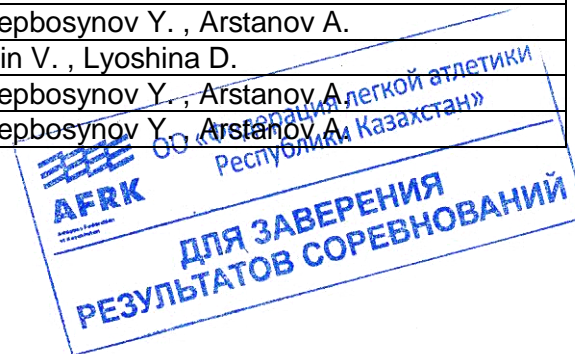 epbosynov Y. , Arstanov A.
in V. , Lyoshina D.
epbosynov Y. , Arstanov A.
epbosynov Y. , Arstanov A.
ОО «Федерация легкой атлетики
Республики Казахстан»
AFRK
ДЛЯ ЗАВЕРЕНИЯ
РЕЗУЛЬТАТОВ СОРЕВНОВАНИЙ